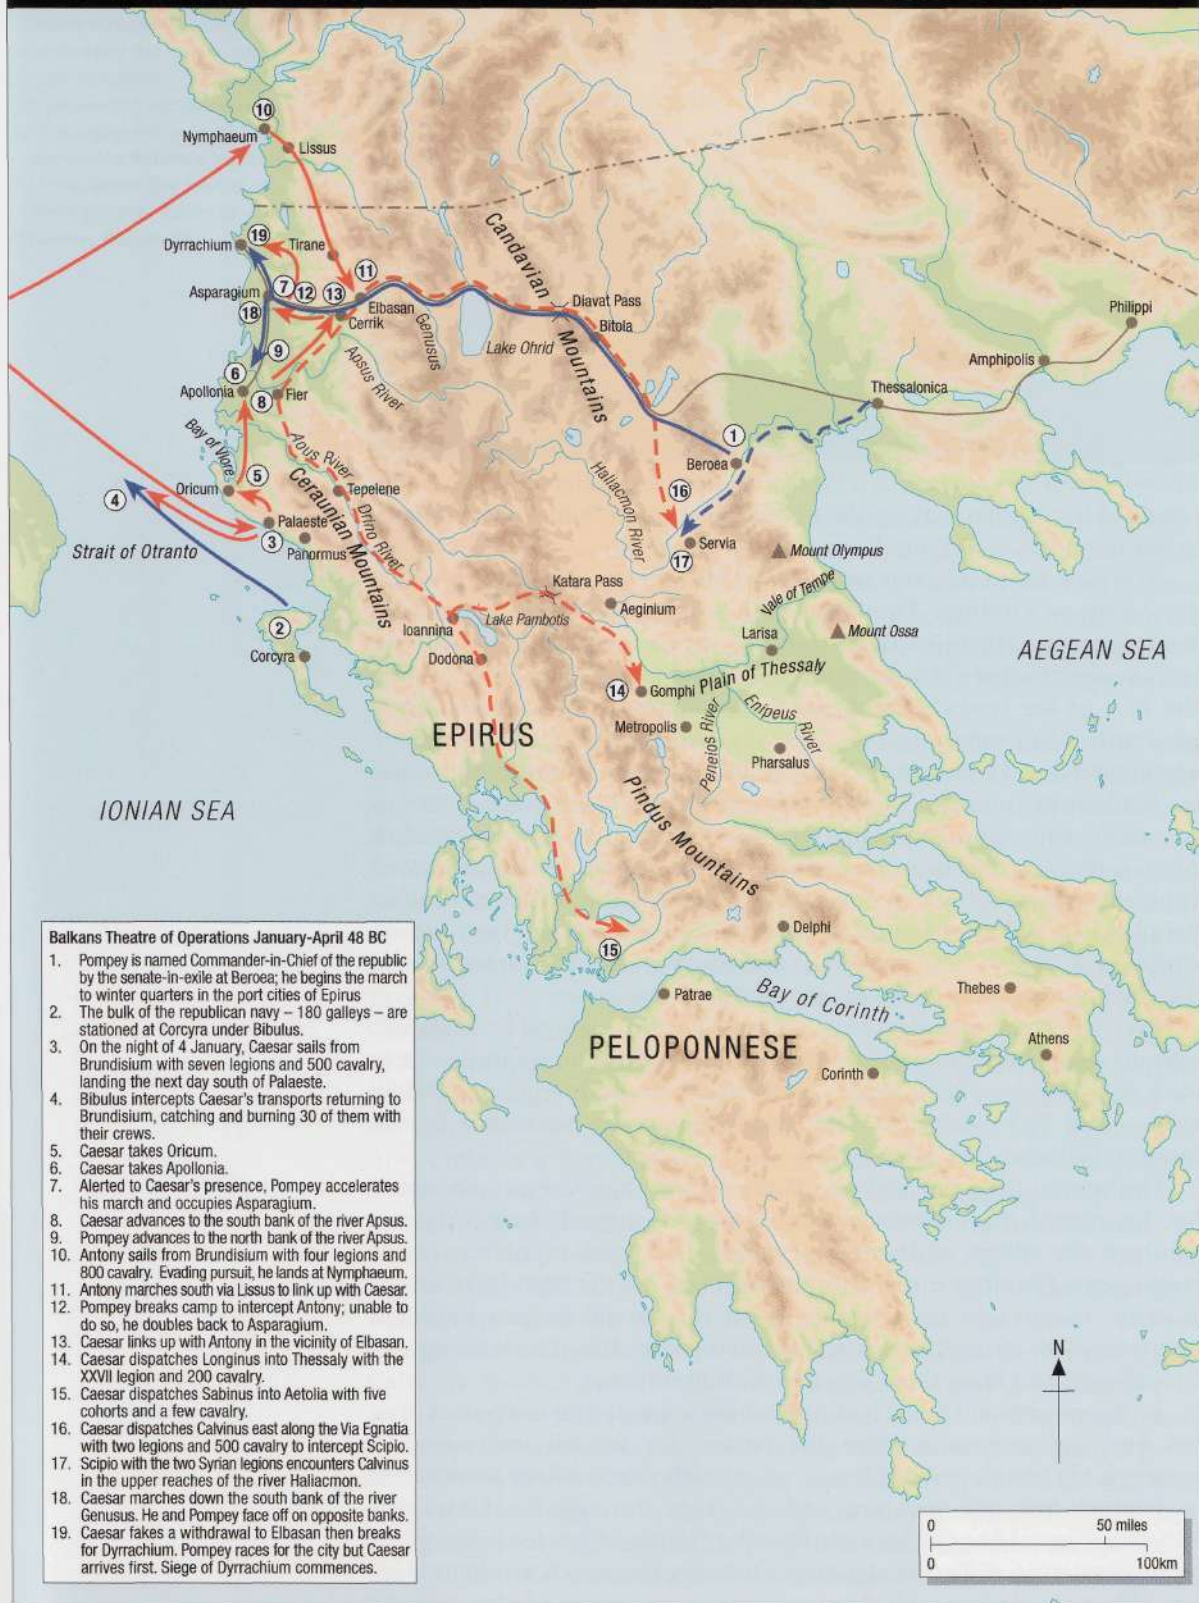 10
Nymphaeum
Lissus
Candavian
Mountains
Dyrrachium
19
Tirane
Asparagium
7
12
13
11
Elbasan
Cerrik
18
Genusus
Diavat Pass
Bitola
Lake Ohrid
Philippi
Amphipolis
Thessalonica
9
6
Apsus River
Apollonia
8
Fier
Bay of Vlore
Aous River
1
Beroea
Haliacmon River
16
5
Oricum
Ceraunian Mountains
Tepelene
Drino River
4
Palaeste
3
Panormus
Strait of Otranto
17
Servia
Mount Olympus
Katara Pass
Vale of Tempe
Aeginium
Lake Pambotis
Ioannina
2
Corcyra
Dodona
Larisa
Mount Ossa
AEGEAN SEA
14
Gomphi
Plain of Thessaly
Metropolis
Peneios River
Enipeus River
Pharsalus
EPIRUS
IONIAN SEA
Pindus Mountains
15
Delphi
Patrae
Bay of Corinth
Thebes
Athens
PELOPONNESE
Corinth
Balkans Theatre of Operations January-April 48 BC
1. Pompey is named Commander-in-Chief of the republic
by the senate-in-exile at Beroea; he begins the march
to winter quarters in the port cities of Epirus
2. The bulk of the republican navy – 180 galleys – are
stationed at Corcyra under Bibulus.
3. On the night of 4 January, Caesar sails from
Brundisium with seven legions and 500 cavalry,
landing the next day south of Palaeste.
4. Bibulus intercepts Caesar's transports returning to
Brundisium, catching and burning 30 of them with
their crews.
5. Caesar takes Oricum.
6. Caesar takes Apollonia.
7. Alerted to Caesar's presence, Pompey accelerates
his march and occupies Asparagium.
8. Caesar advances to the south bank of the river Apsus.
9. Pompey advances to the north bank of the river Apsus.
10. Antony sails from Brundisium with four legions and
800 cavalry. Evading pursuit, he lands at Nymphaeum.
11. Antony marches south via Lissus to link up with Caesar.
12. Pompey breaks camp to intercept Antony; unable to
do so, he doubles back to Asparagium.
13. Caesar links up with Antony in the vicinity of Elbasan.
14. Caesar dispatches Longinus into Thessaly with the
XXVII legion and 200 cavalry.
15. Caesar dispatches Sabinus into Aetolia with five
cohorts and a few cavalry.
16. Caesar dispatches Calvinus east along the Via Egnatia
with two legions and 500 cavalry to intercept Scipio.
17. Scipio with the two Syrian legions encounters Calvinus
in the upper reaches of the river Haliacmon.
18. Caesar marches down the south bank of the river
Genusus. He and Pompey face off on opposite banks.
19. Caesar fakes a withdrawal to Elbasan then breaks
for Dyrrachium. Pompey races for the city but Caesar
arrives first. Siege of Dyrrachium commences.
N
0 50 miles
0 100km